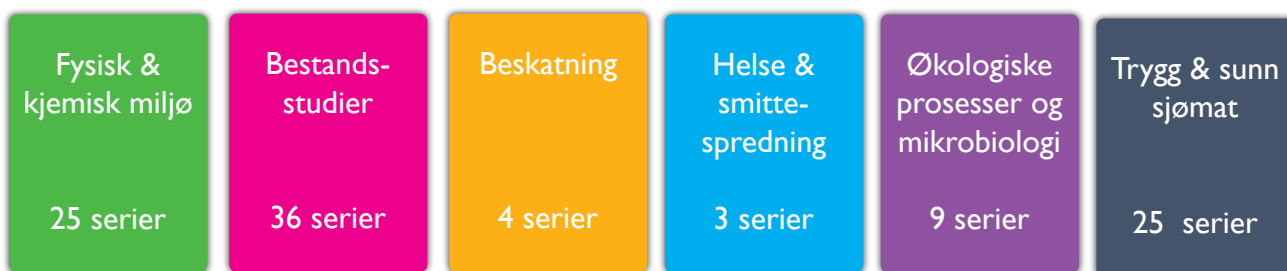 Fysisk &
kjemisk miljø
25 serier
Bestands-
studier
36 serier
Beskatning
4 serier
Helse &
smitte-
spredning
3 serier
Økologiske
prosesser og
mikrobiologi
9 serier
Trygg & sunn
sjømat
25 serier